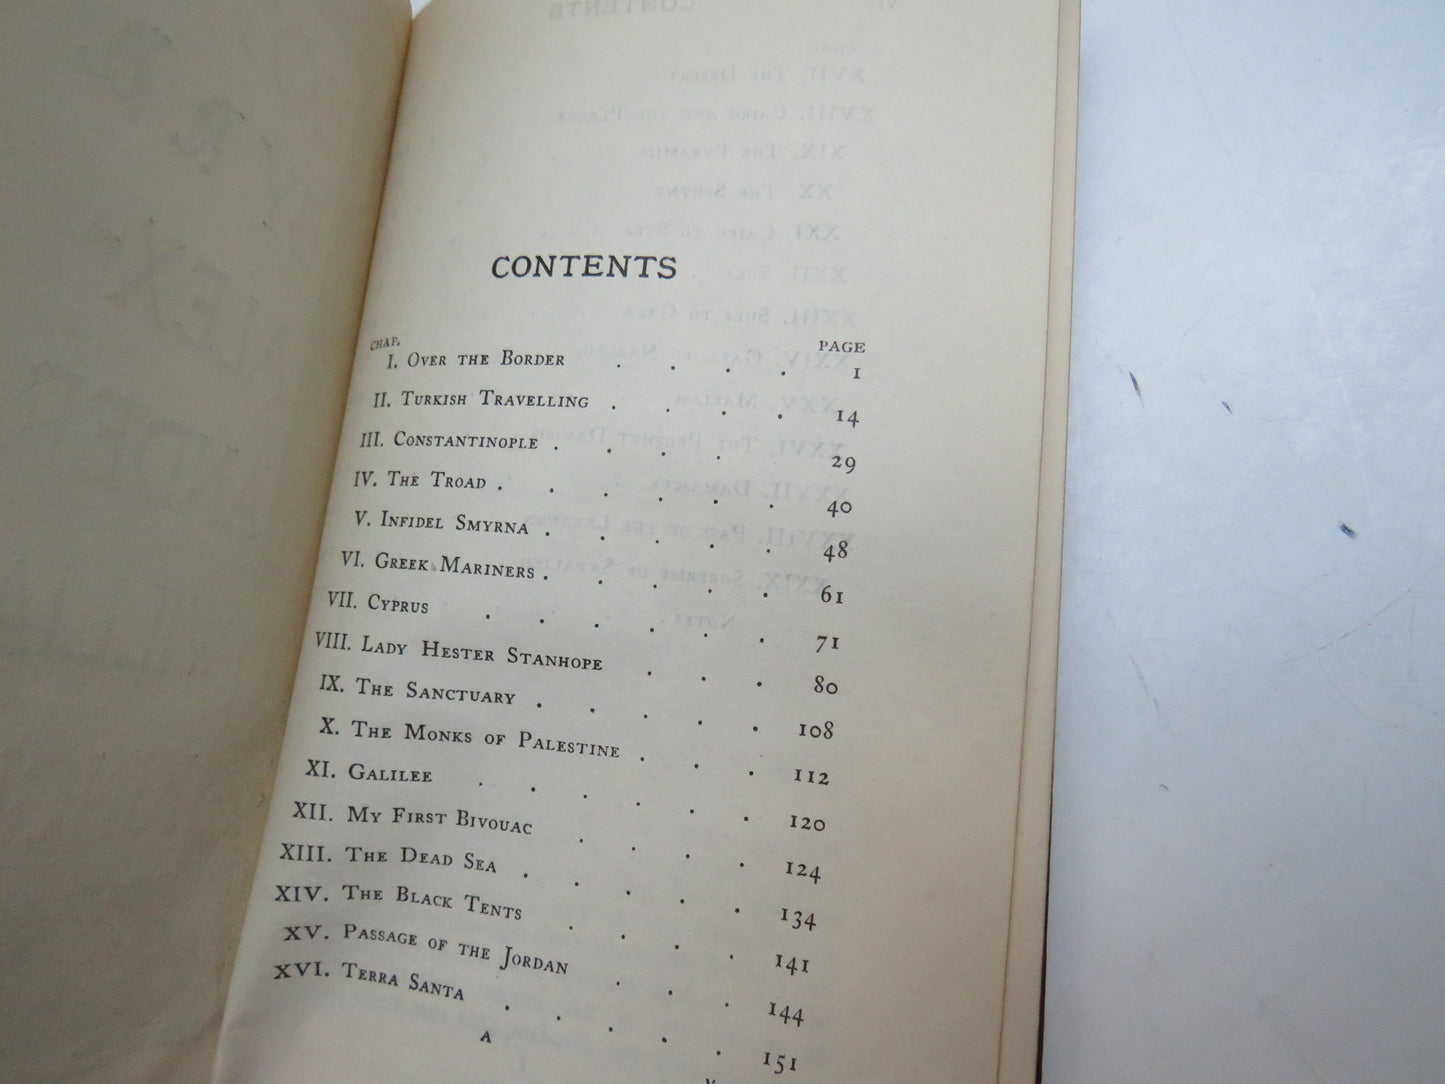 CONTENTS
CHAP. PAGE
I. OVER THE BORDER . . . . 1
II. TURKISH TRAVELLING . . . . 14
III. CONSTANTINOPLE . . . . 29
IV. THE TROAD . . . . . . 40
V. INFIDEL SMYRNA . . . . . 48
VI. GREEK MARINERS . . . . . 61
VII. CYPRUS . . . . . . 71
VIII. LADY HESTER STANHOPE . . . 80
IX. THE SANCTUARY . . . . . 108
X. THE MONKS OF PALESTINE . . . 112
XI. GALILEE . . . . . . 120
XII. MY FIRST BIVOUAC . . . . 124
XIII. THE DEAD SEA . . . . . 134
XIV. THE BLACK TENTS . . . . 141
XV. PASSAGE OF THE JORDAN . . . 144
XVI. TERRA SANTA . . . . . 151
A
v